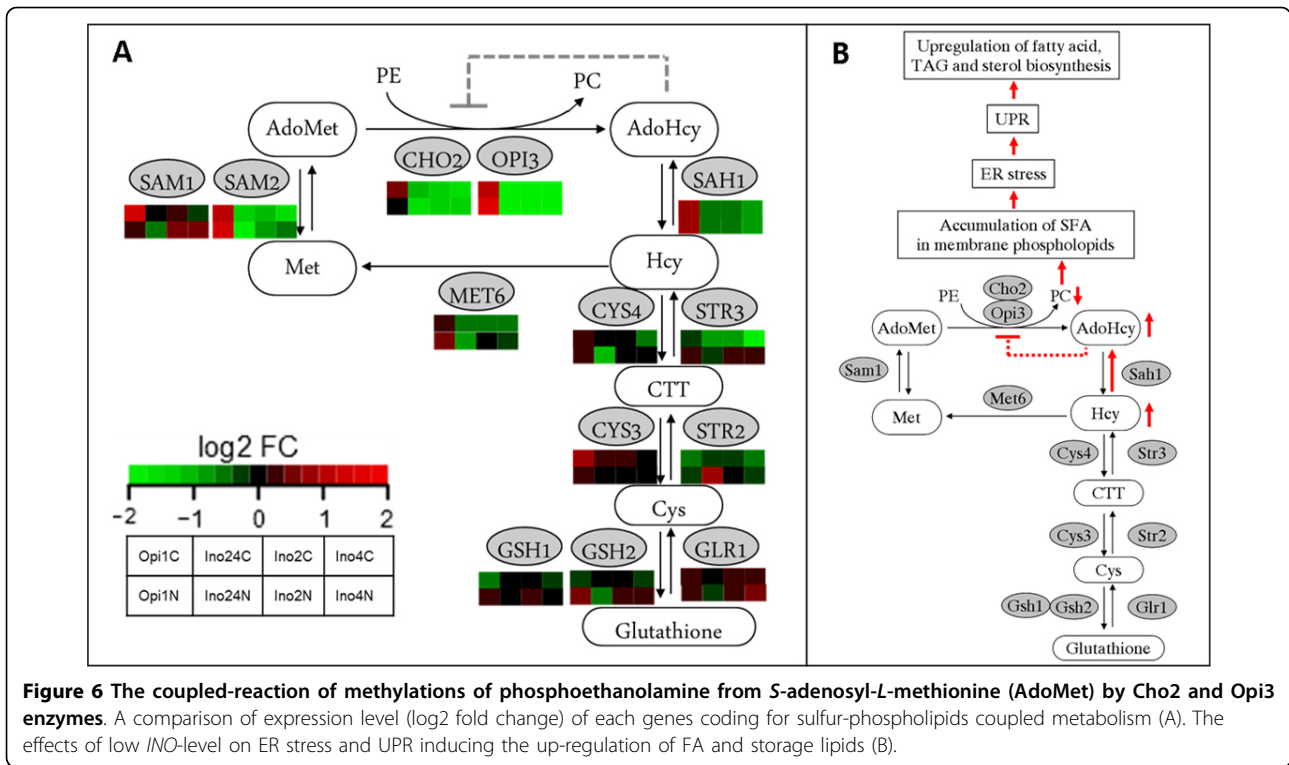 A
PE
PC
AdoMet
AdoHcy
CHO2
OPI3
SAM1
SAM2
SAH1
Met
Hcy
MET6
CYS4
STR3
CTT
CYS3
STR2
Cys
GSH1
GSH2
GLR1
Glutathione
log2 FC
−2 −1 0 1 2
Opi1C Ino24C Ino2C Ino4C
Opi1N Ino24N Ino2N Ino4N
B
Upregulation of fatty acid,
TAG and sterol biosynthesis
UPR
ER stress
Accumulation of SFA
in membrane phospholopids
PE
Cho2
Opi3
PC
AdoMet
AdoHcy
Sam1
Sah1
Met6
Met
Hcy
Cys4
Str3
CTT
Cys3
Str2
Cys
Gsh1
Gsh2
Glr1
Glutathione
Figure 6 The coupled-reaction of methylations of phosphoethanolamine from S-adenosyl-L-methionine (AdoMet) by Cho2 and Opi3
enzymes. A comparison of expression level (log2 fold change) of each genes coding for sulfur-phospholipids coupled metabolism (A). The
effects of low INO-level on ER stress and UPR inducing the up-regulation of FA and storage lipids (B).